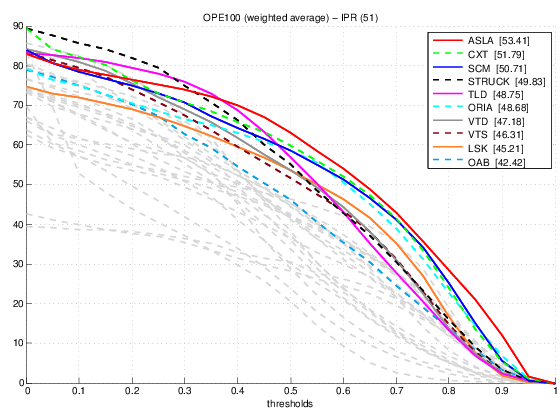 OPE100 (weighted average) − IPR (51)
90
80
70
60
50
40
30
20
10
0
0 0.1 0.2 0.3 0.4 0.5 0.6 0.7 0.8 0.9 1
thresholds
ASLA [53.41]
CXT [51.79]
SCM [50.71]
STRUCK [49.83]
TLD [48.75]
ORIA [48.68]
VTD [47.18]
VTS [46.31]
LSK [45.21]
OAB [42.42]